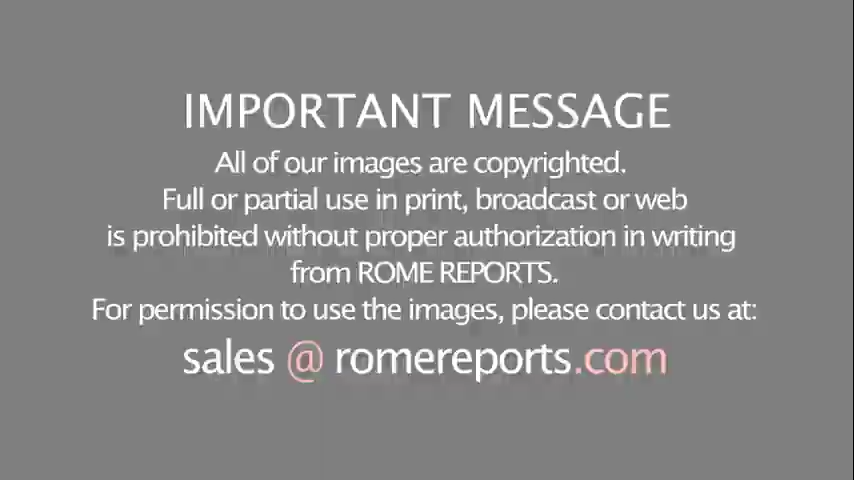 IMPORTANT MESSAGE
All of our images are copyrighted.
Full or partial use in print, broadcast or web
is prohibited without proper authorization in writing
from ROME REPORTS.
For permission to use the images, please contact us at:
sales @ romereports.com